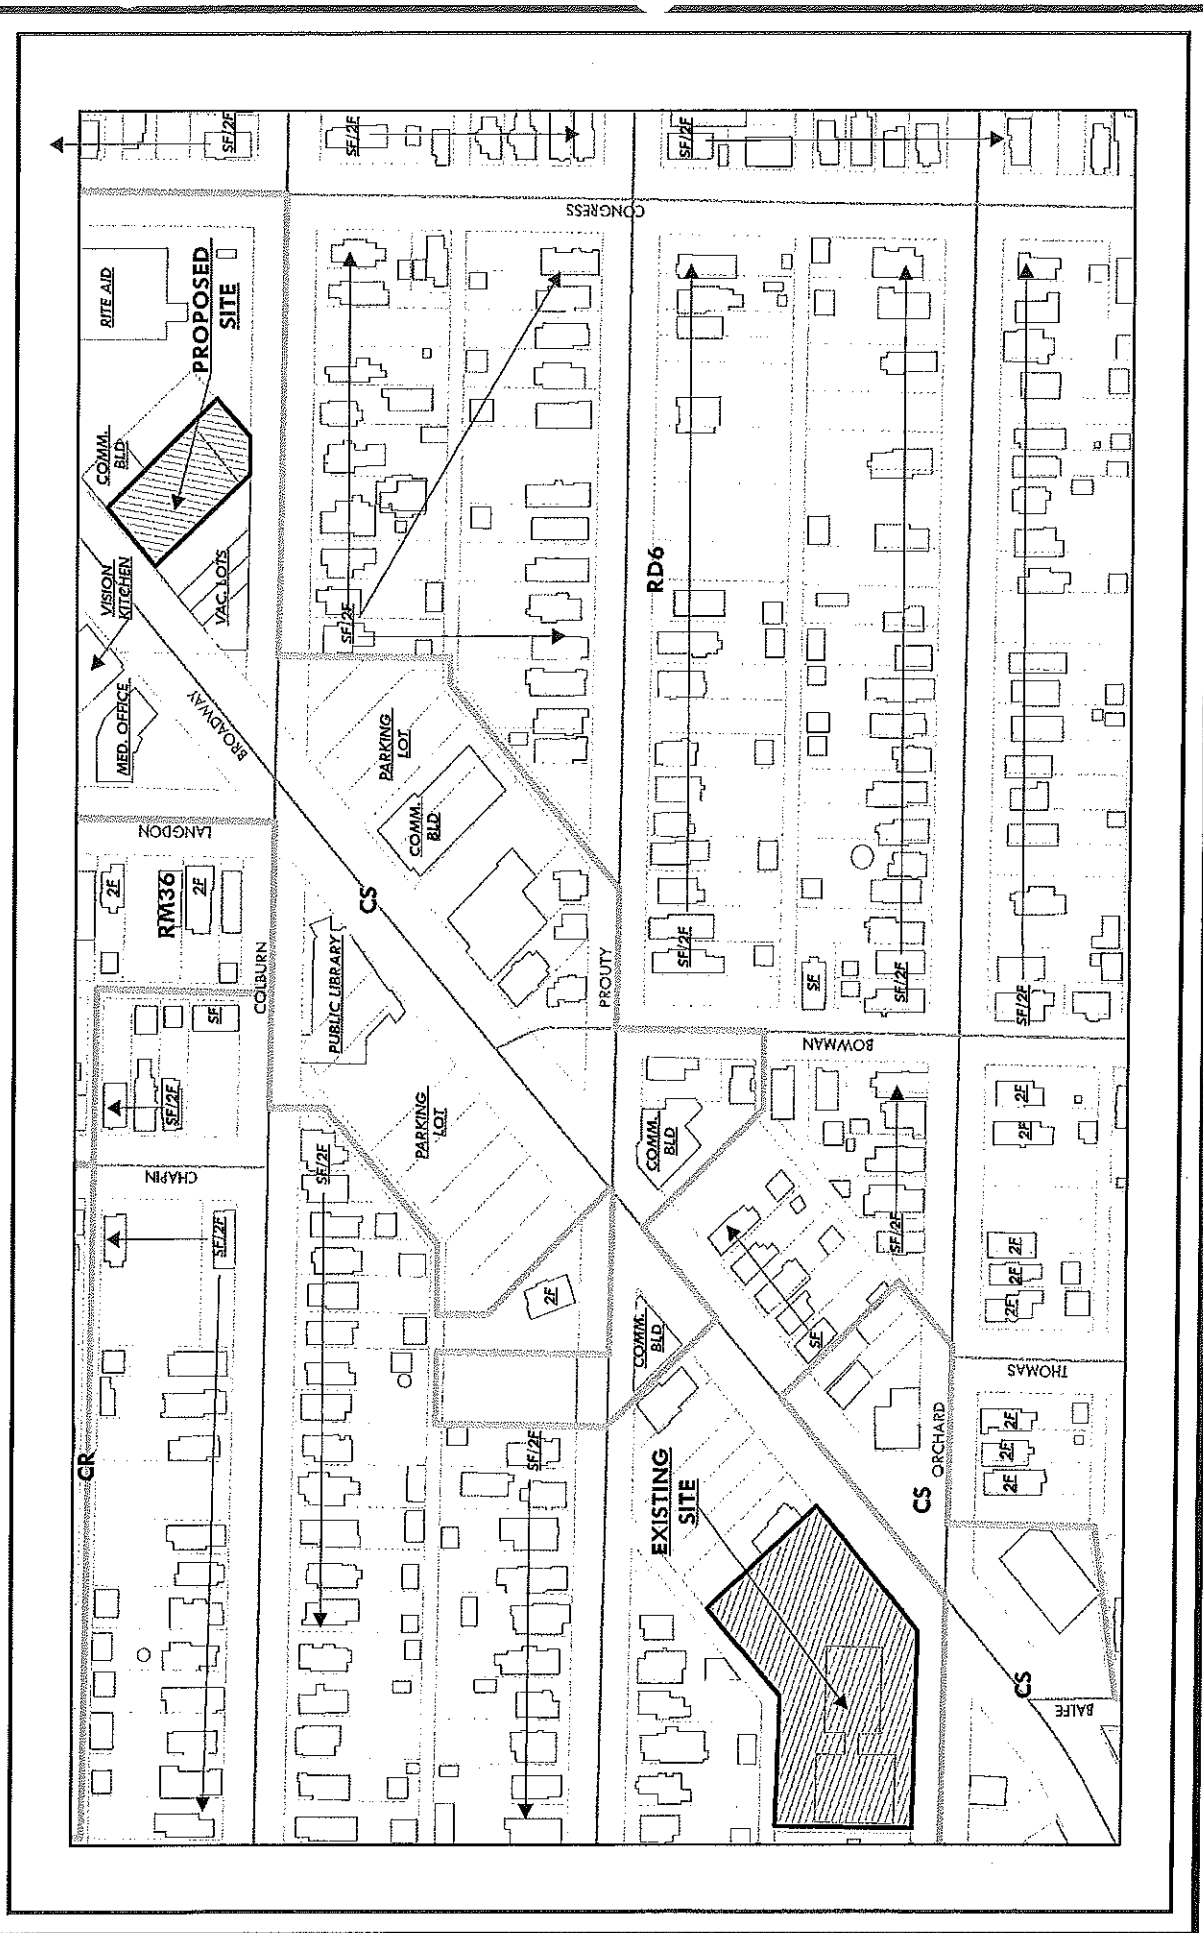 SF/2F
SF/2F
SF/2F
CONGRESS
RITE AID
PROPOSED
SITE
COMM.
BLD
VISION
KITCHEN
VAC. LOTS
MED. OFFICE
BROADWAY
SF/2F
RD6
PARKING
LOT
COMM.
BLD
LANGDON
2F
RM36
2F
CS
COLBURN
PUBLIC LIBRARY
PROUTY
SF/2F
SF
SF/2F
SF/2F
SF
SF/2F
BOWMAN
PARKING
LOT
COMM.
BLD
2F
2F
CHAPIN
SF/2F
SF/2F
SF/2F
2F
2F
2F
2F
COMM.
BLD
SF
THOMAS
ORCHARD
CR
SF/2F
EXISTING
SITE
CS
2F
2F
2F
CS
BALFE